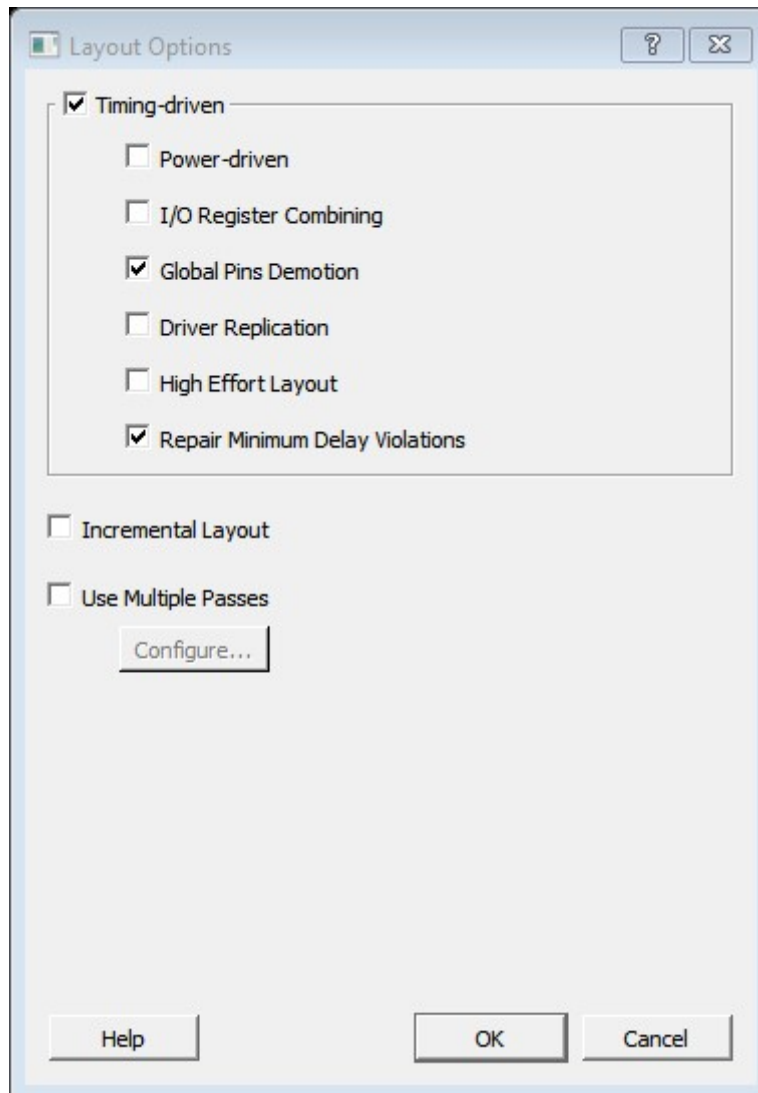 Layout Options
Timing-driven
Power-driven
I/O Register Combining
Global Pins Demotion
Driver Replication
High Effort Layout
Repair Minimum Delay Violations
Incremental Layout
Use Multiple Passes
Configure...
Help OK Cancel